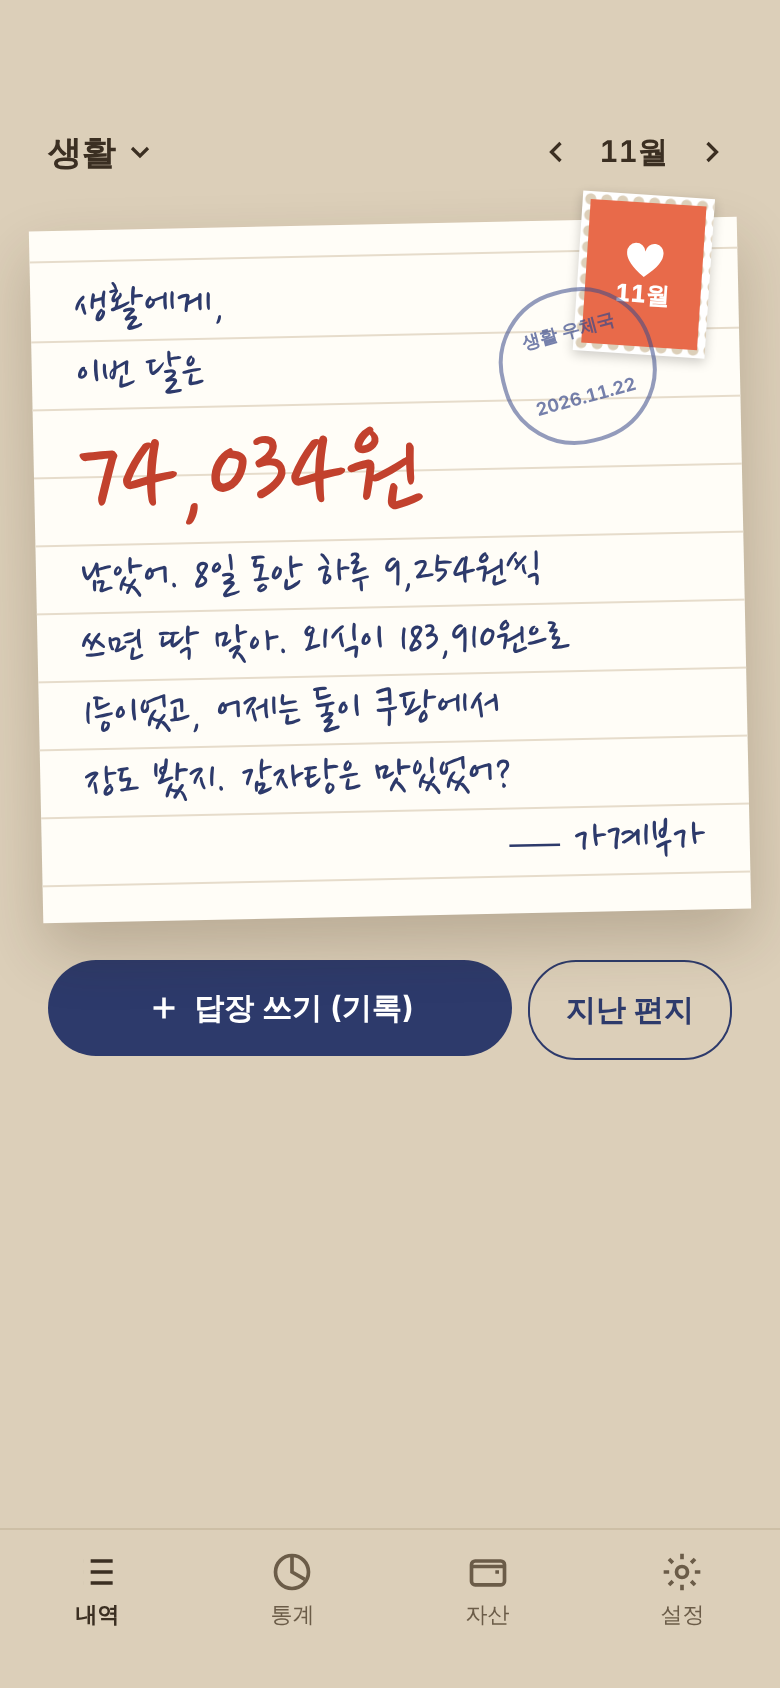 생활
11월
11월
생활 우체국
2026.11.22
생활에게,
이번 달은
74,034원
남았어. 8일 동안 하루 9,254원씩
쓰면 딱 맞아. 외식이 183,910원으로
1등이었고, 어제는 둘이 쿠팡에서
장도 봤지. 감자탕은 맛있었어?
— 가계부가
+ 답장 쓰기 (기록)
지난 편지
내역
통계
자산
설정